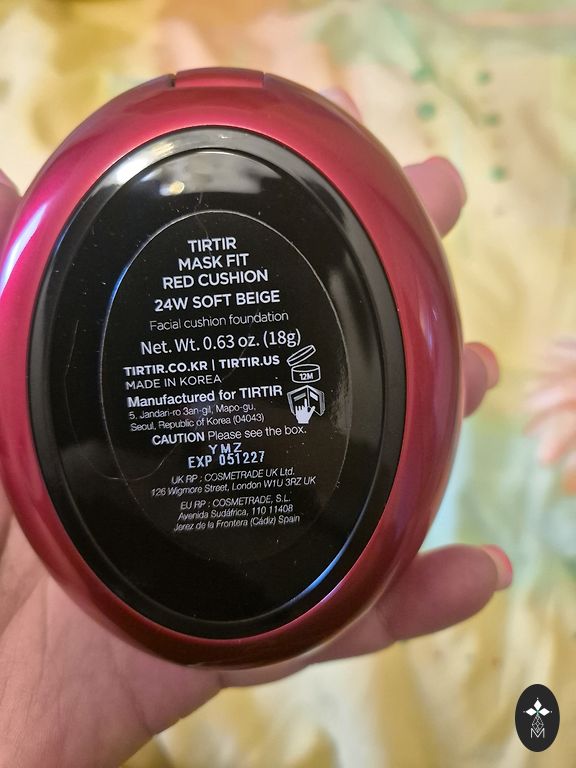 TIRTIR
MASK FIT
RED CUSHION
24W SOFT BEIGE
Facial cushion foundation
Net. Wt. 0.63 oz. (18g)
TIRTIR.CO.KR | TIRTIR.US
MADE IN KOREA
12M
Manufactured for TIRTIR
5, Jandari-ro 3an-gil, Mapo-gu,
Seoul, Republic of Korea (04043)
CAUTION Please see the box.
YMZ
EXP 051227
UK RP : COSMETRADE UK Ltd.
126 Wigmore Street, London W1U 3RZ UK
EU RP : COSMETRADE, S.L.
Avenida Sudáfrica, 110 11408
Jerez de la Frontera (Cádiz) Spain